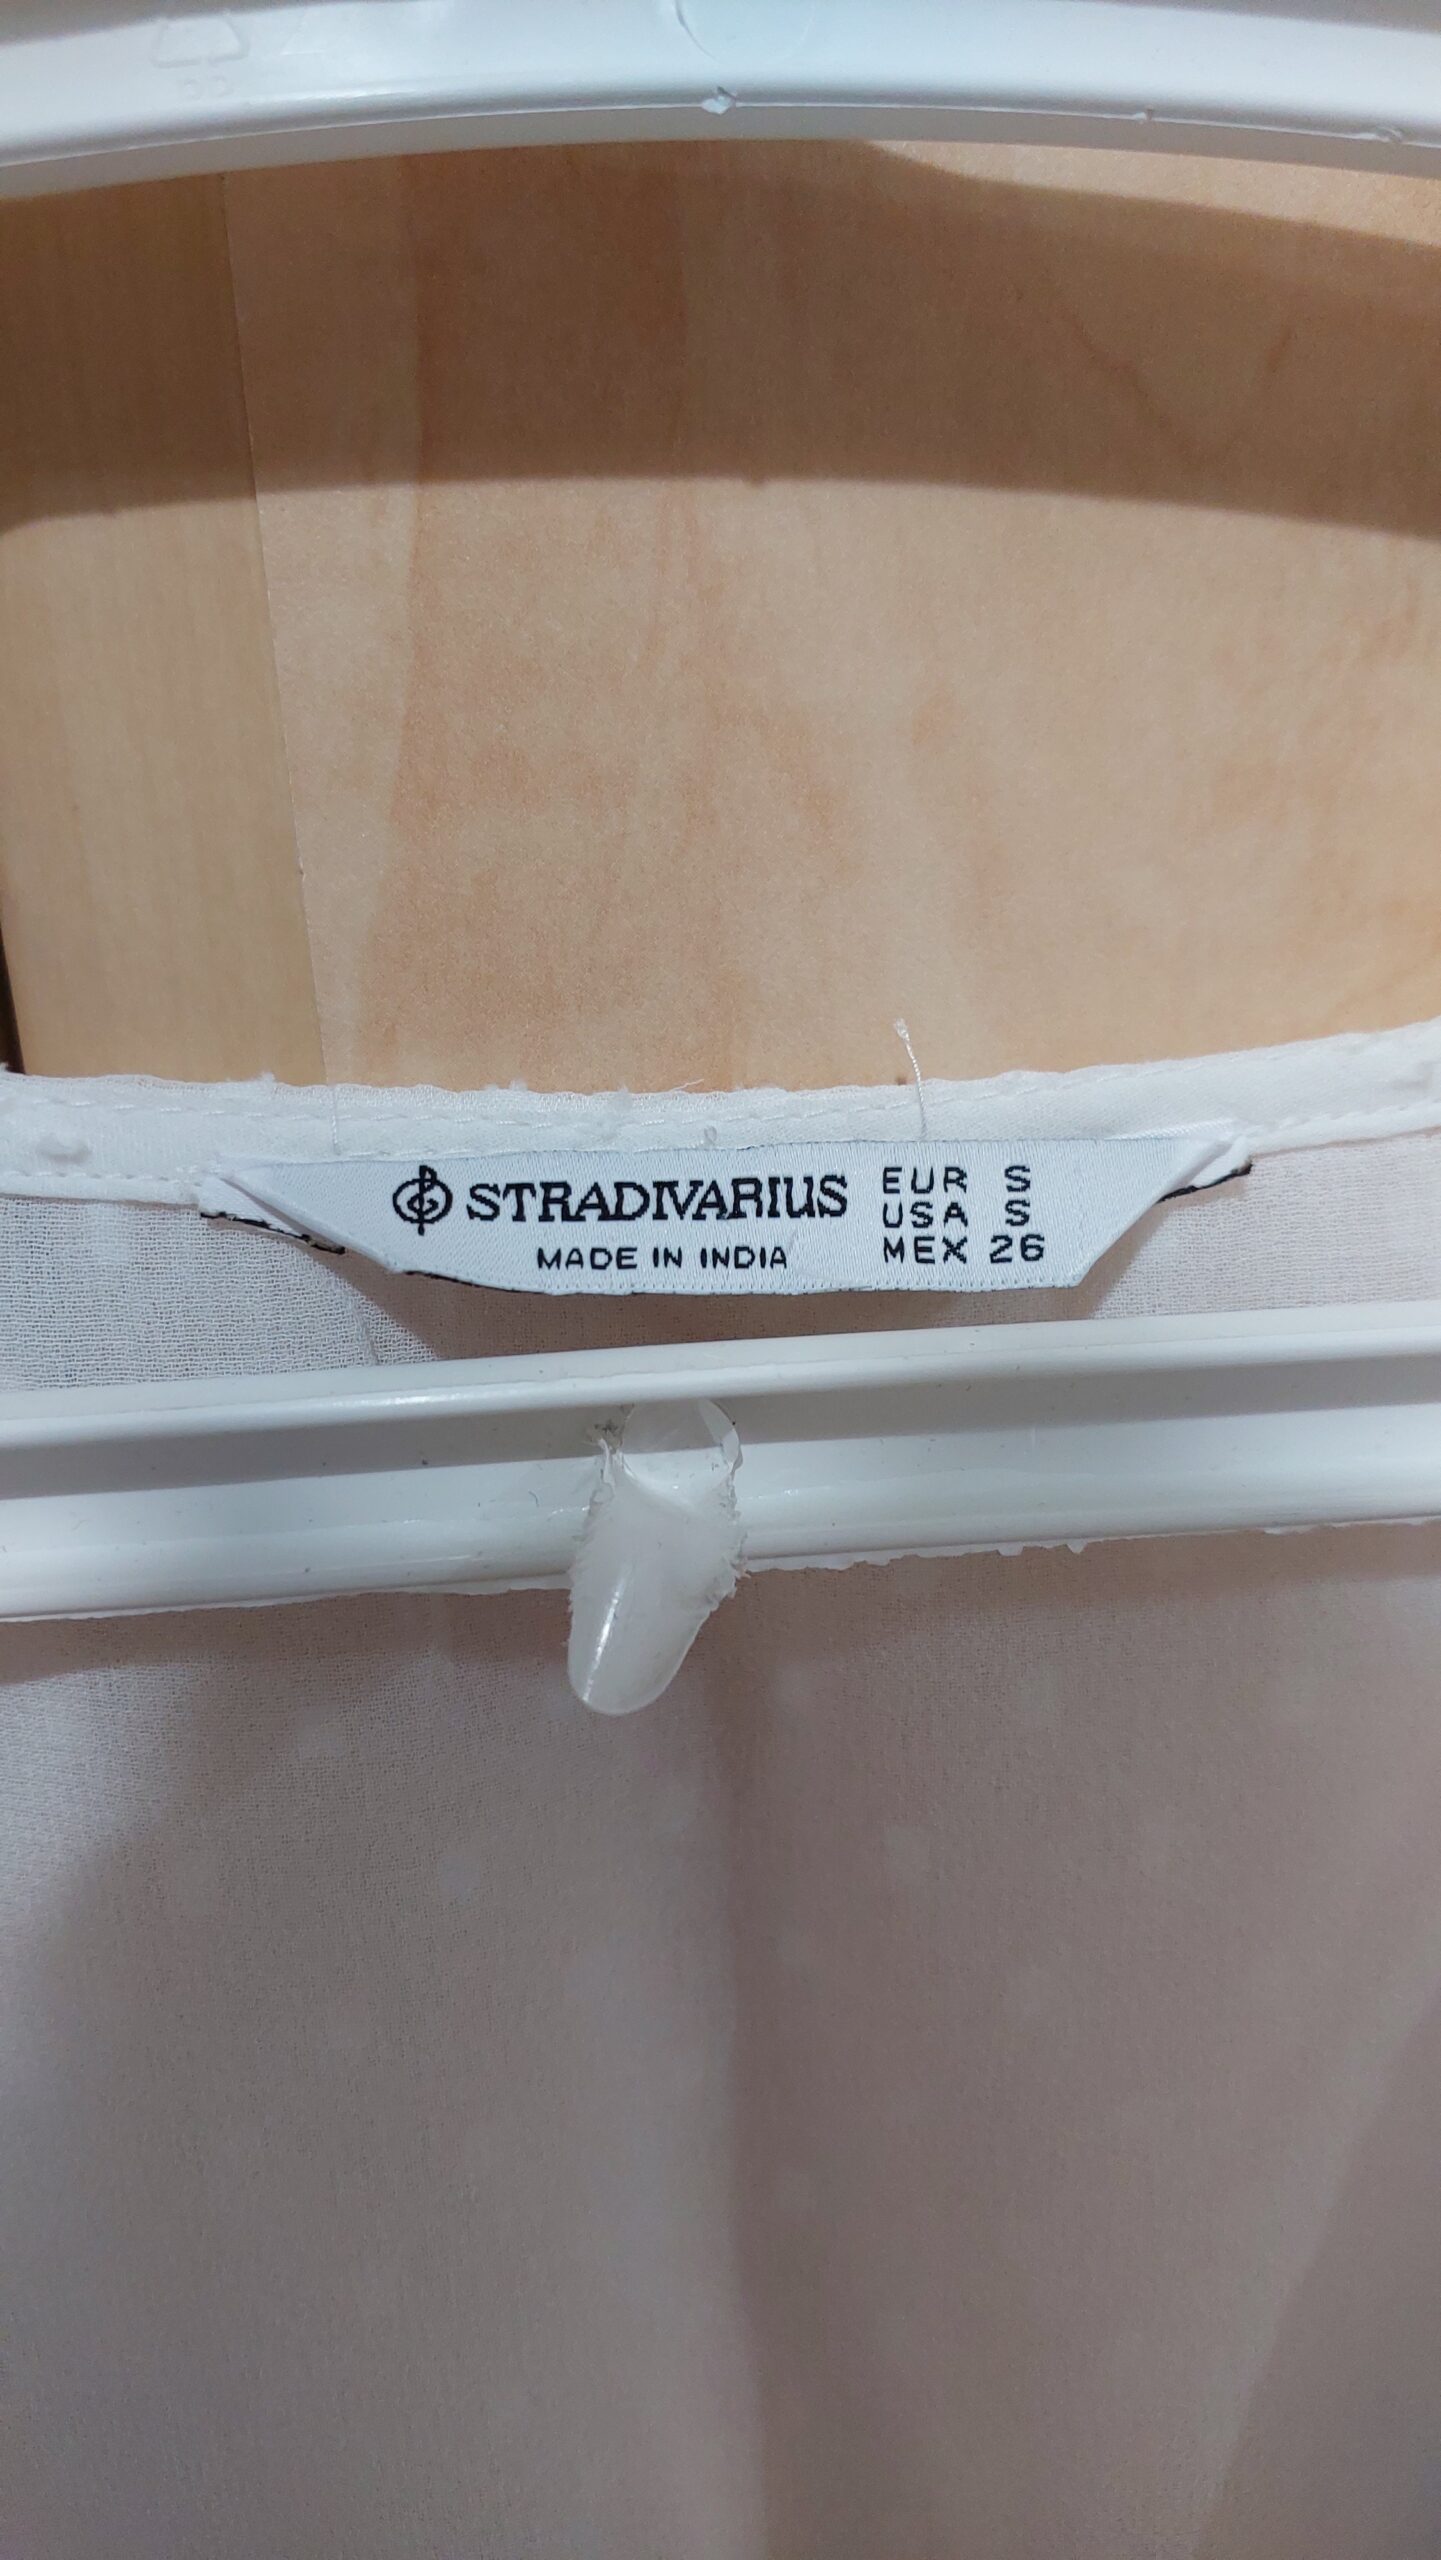 STRADIVARIUS
MADE IN INDIA
EUR S
USA S
MEX 26